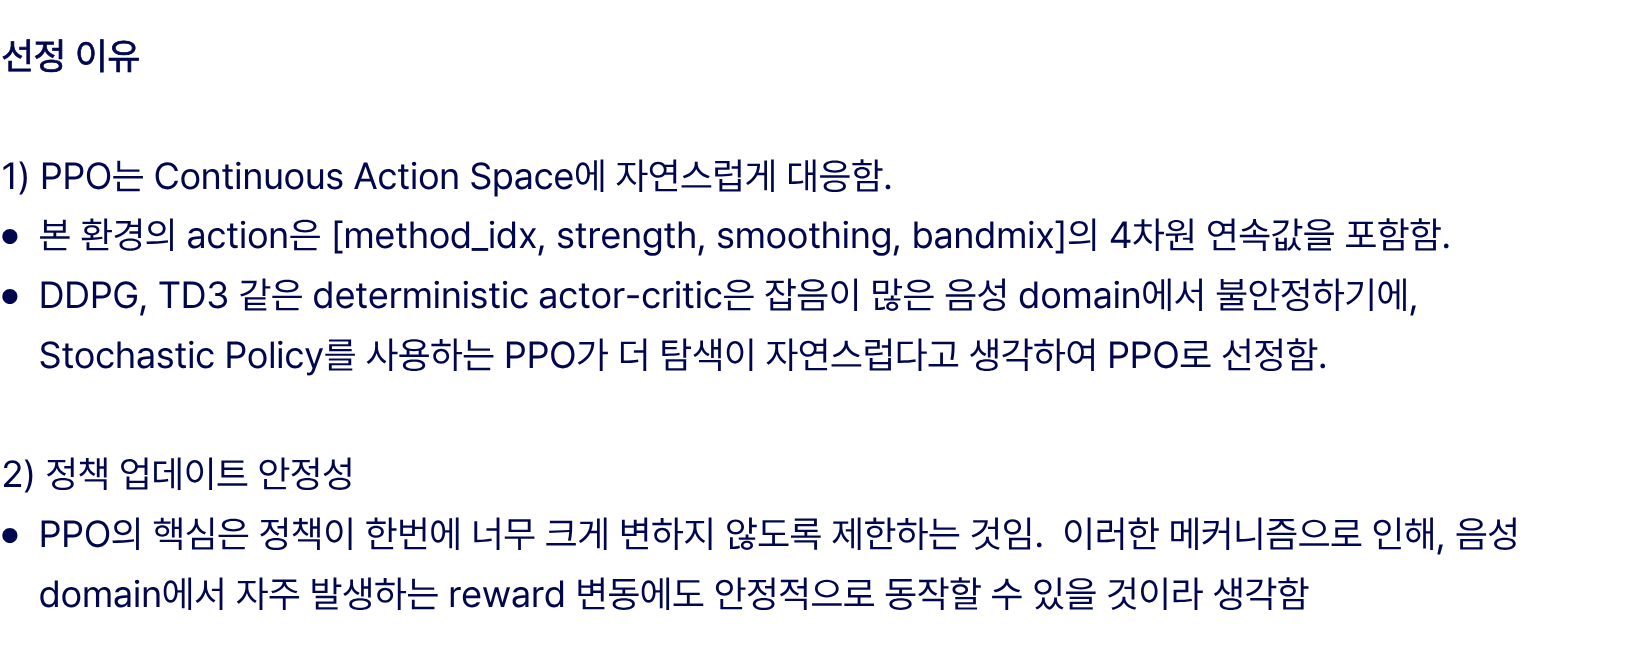 선정 이유
1) PPO는 Continuous Action Space에 자연스럽게 대응함.
● 본 환경의 action은 [method_idx, strength, smoothing, bandmix]의 4차원 연속값을 포함함.
● DDPG, TD3 같은 deterministic actor-critic은 잡음이 많은 음성 domain에서 불안정하기에,
Stochastic Policy를 사용하는 PPO가 더 탐색이 자연스럽다고 생각하여 PPO로 선정함.
2) 정책 업데이트 안정성
● PPO의 핵심은 정책이 한번에 너무 크게 변하지 않도록 제한하는 것임.  이러한 메커니즘으로 인해, 음성
domain에서 자주 발생하는 reward 변동에도 안정적으로 동작할 수 있을 것이라 생각함